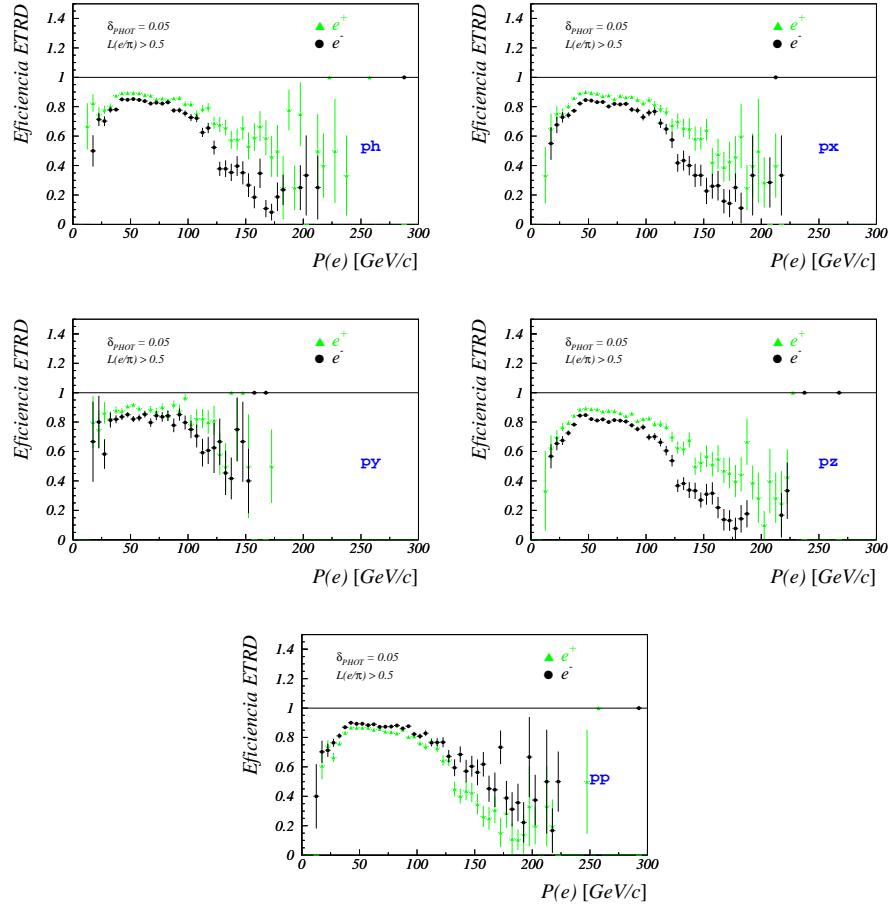 Eficiencia ETRD
1.4
1.2
1
0.8
0.6
0.4
0.2
0
δPHOT = 0.05
L(e/π) > 0.5
e+
e-
ph
0 50 100 150 200 250 300
P(e) [GeV/c]
Eficiencia ETRD
1.4
1.2
1
0.8
0.6
0.4
0.2
0
δPHOT = 0.05
L(e/π) > 0.5
e+
e-
px
0 50 100 150 200 250 300
P(e) [GeV/c]
Eficiencia ETRD
1.4
1.2
1
0.8
0.6
0.4
0.2
0
δPHOT = 0.05
L(e/π) > 0.5
e+
e-
py
0 50 100 150 200 250 300
P(e) [GeV/c]
Eficiencia ETRD
1.4
1.2
1
0.8
0.6
0.4
0.2
0
δPHOT = 0.05
L(e/π) > 0.5
e+
e-
pz
0 50 100 150 200 250 300
P(e) [GeV/c]
Eficiencia ETRD
1.4
1.2
1
0.8
0.6
0.4
0.2
0
δPHOT = 0.05
L(e/π) > 0.5
e+
e-
pp
0 50 100 150 200 250 300
P(e) [GeV/c]